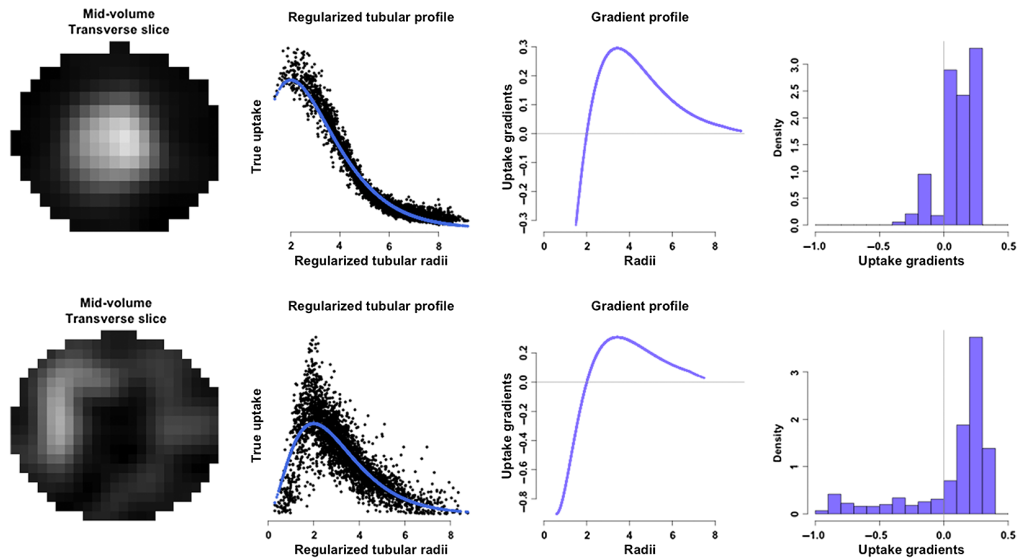 Mid-volume
Transverse slice
Regularized tubular profile
True uptake
2 4 6 8
Regularized tubular radii
Gradient profile
Uptake gradients
0.3
0.2
0.1
0.0
-0.1
-0.2
-0.3
0 2 4 6 8
Radii
Density
3.0
2.5
2.0
1.5
1.0
0.5
0.0
−1.0 −0.5 0.0 0.5
Uptake gradients
Mid-volume
Transverse slice
Regularized tubular profile
True uptake
0 2 4 6 8
Regularized tubular radii
Gradient profile
Uptake gradients
0.2
0.0
-0.2
-0.4
-0.6
-0.8
0 2 4 6 8
Radii
Density
3
2
1
0
−1.0 −0.5 0.0 0.5
Uptake gradients